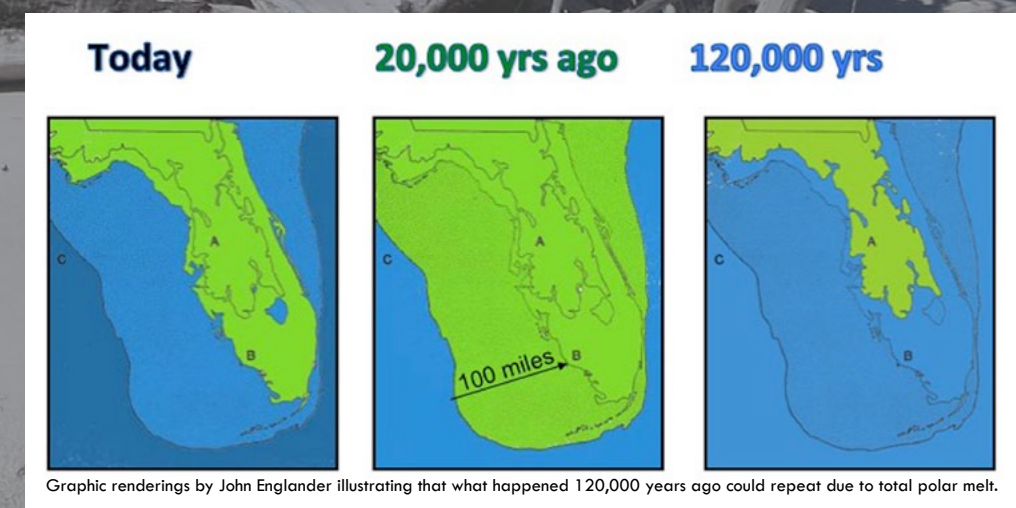 Today
20,000 yrs ago
120,000 yrs
A
B
C
A
B
C
100 miles
A
B
C
Graphic renderings by John Englander illustrating that what happened 120,000 years ago could repeat due to total polar melt.